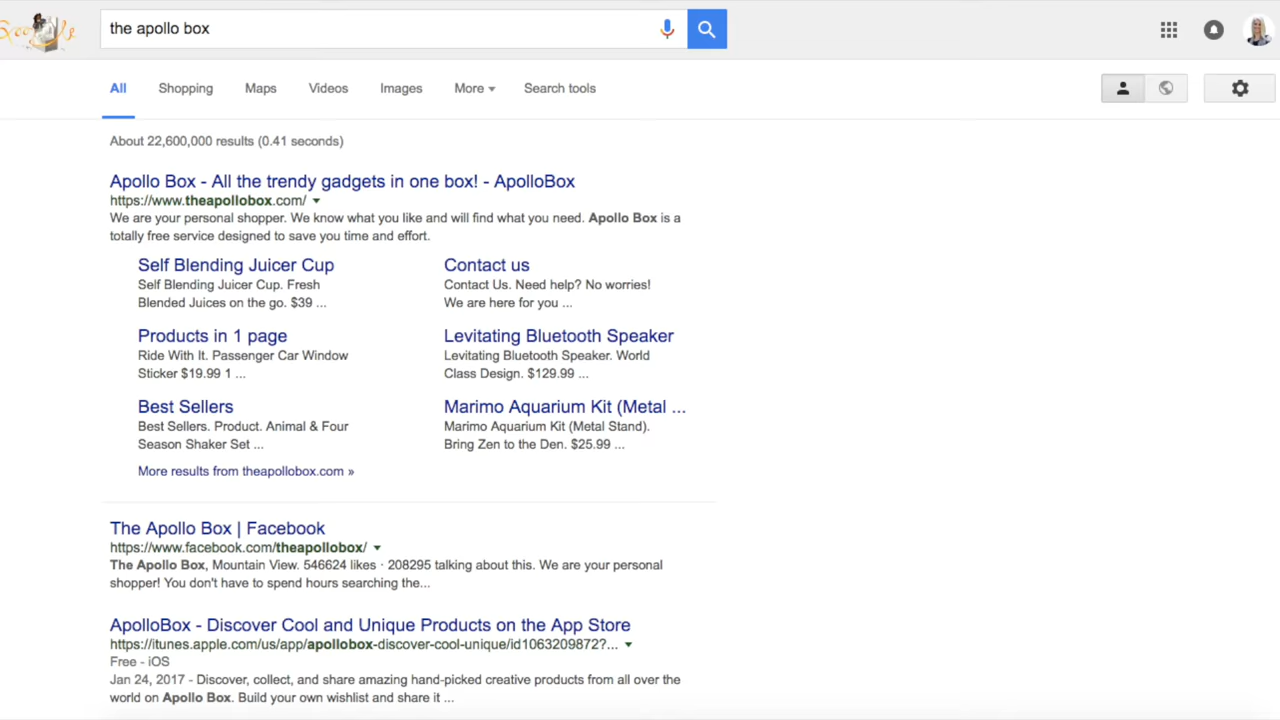 the apollo box
All Shopping Maps Videos Images More Search tools
About 22,600,000 results (0.41 seconds)
Apollo Box - All the trendy gadgets in one box! - ApolloBox
https://www.theapollobox.com/
We are your personal shopper. We know what you like and will find what you need. Apollo Box is a
totally free service designed to save you time and effort.
Self Blending Juicer Cup
Self Blending Juicer Cup. Fresh
Blended Juices on the go. $39 ...
Contact us
Contact Us. Need help? No worries!
We are here for you ...
Products in 1 page
Ride With It. Passenger Car Window
Sticker $19.99 1 ...
Levitating Bluetooth Speaker
Levitating Bluetooth Speaker. World
Class Design. $129.99 ...
Best Sellers
Best Sellers. Product. Animal & Four
Season Shaker Set ...
Marimo Aquarium Kit (Metal ...
Marimo Aquarium Kit (Metal Stand).
Bring Zen to the Den. $25.99 ...
More results from theapollobox.com »
The Apollo Box | Facebook
https://www.facebook.com/theapollobox/
The Apollo Box, Mountain View. 546624 likes · 208295 talking about this. We are your personal
shopper! You don't have to spend hours searching the...
ApolloBox - Discover Cool and Unique Products on the App Store
https://itunes.apple.com/us/app/apollobox-discover-cool-unique/id1063209872?...
Free - iOS
Jan 24, 2017 - Discover, collect, and share amazing hand-picked creative products from all over the
world on Apollo Box. Build your own wishlist and share it ...